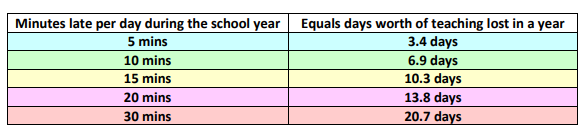 Minutes late per day during the school year Equals days worth of teaching lost in a year
5 mins 3.4 days
10 mins 6.9 days
15 mins 10.3 days
20 mins 13.8 days
30 mins 20.7 days